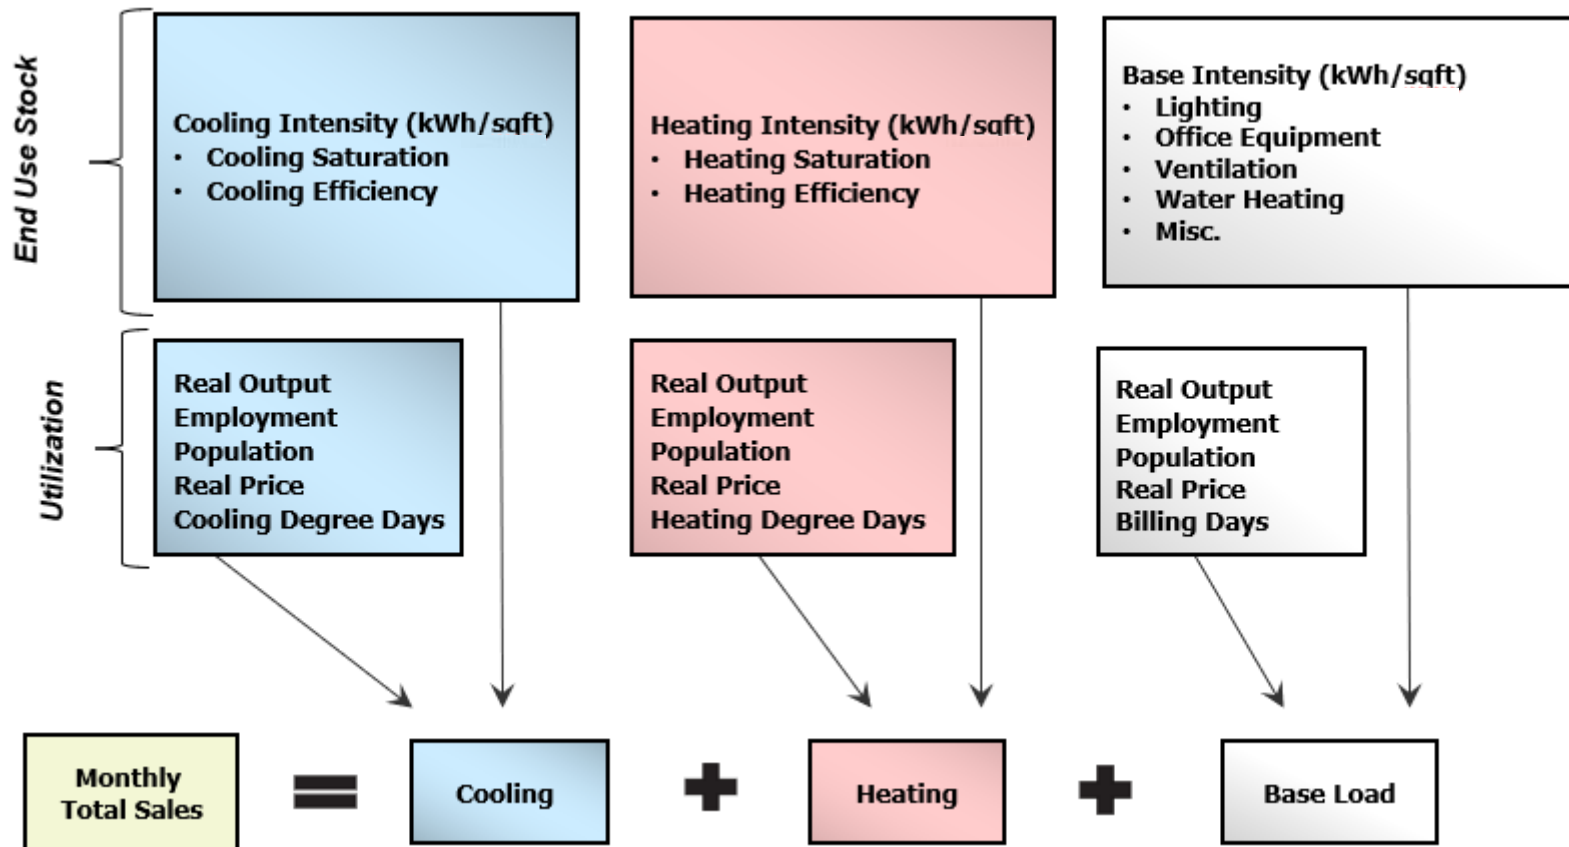 End Use Stock
Cooling Intensity (kWh/sqft)
• Cooling Saturation
• Cooling Efficiency
Heating Intensity (kWh/sqft)
• Heating Saturation
• Heating Efficiency
Base Intensity (kWh/sqft)
• Lighting
• Office Equipment
• Ventilation
• Water Heating
• Misc.
Utilization
Real Output
Employment
Population
Real Price
Cooling Degree Days
Real Output
Employment
Population
Real Price
Heating Degree Days
Real Output
Employment
Population
Real Price
Billing Days
Monthly
Total Sales
=
Cooling
+
Heating
+
Base Load